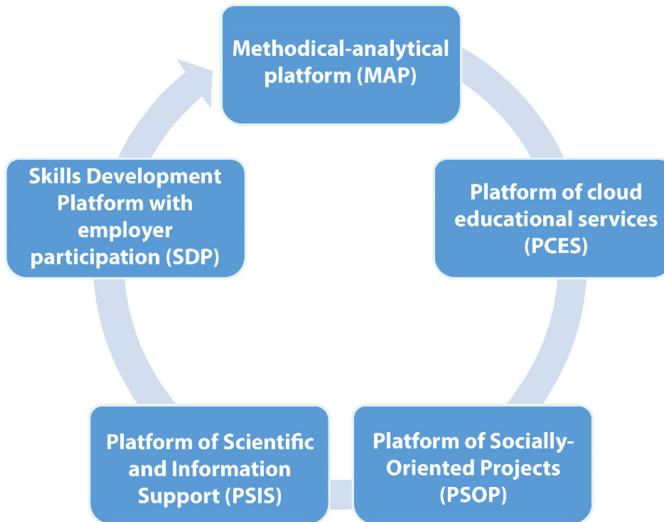 Methodical-analytical
platform (MAP)
Platform of cloud
educational services
(PCES)
Platform of Socially-
Oriented Projects
(PSOP)
Platform of Scientific
and Information
Support (PSIS)
Skills Development
Platform with
employer
participation (SDP)